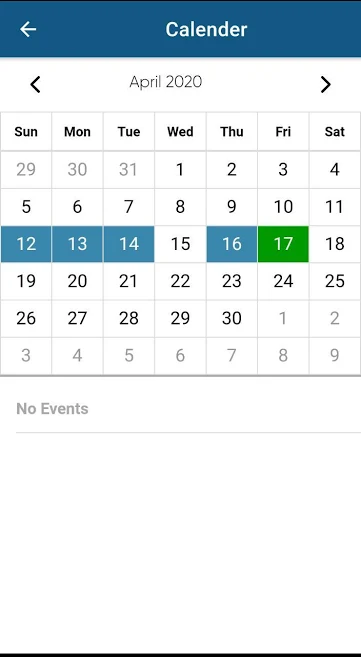 Calender
April 2020
Sun Mon Tue Wed Thu Fri Sat
29 30 31 1 2 3 4
5 6 7 8 9 10 11
12 13 14 15 16 17 18
19 20 21 22 23 24 25
26 27 28 29 30 1 2
3 4 5 6 7 8 9
No Events